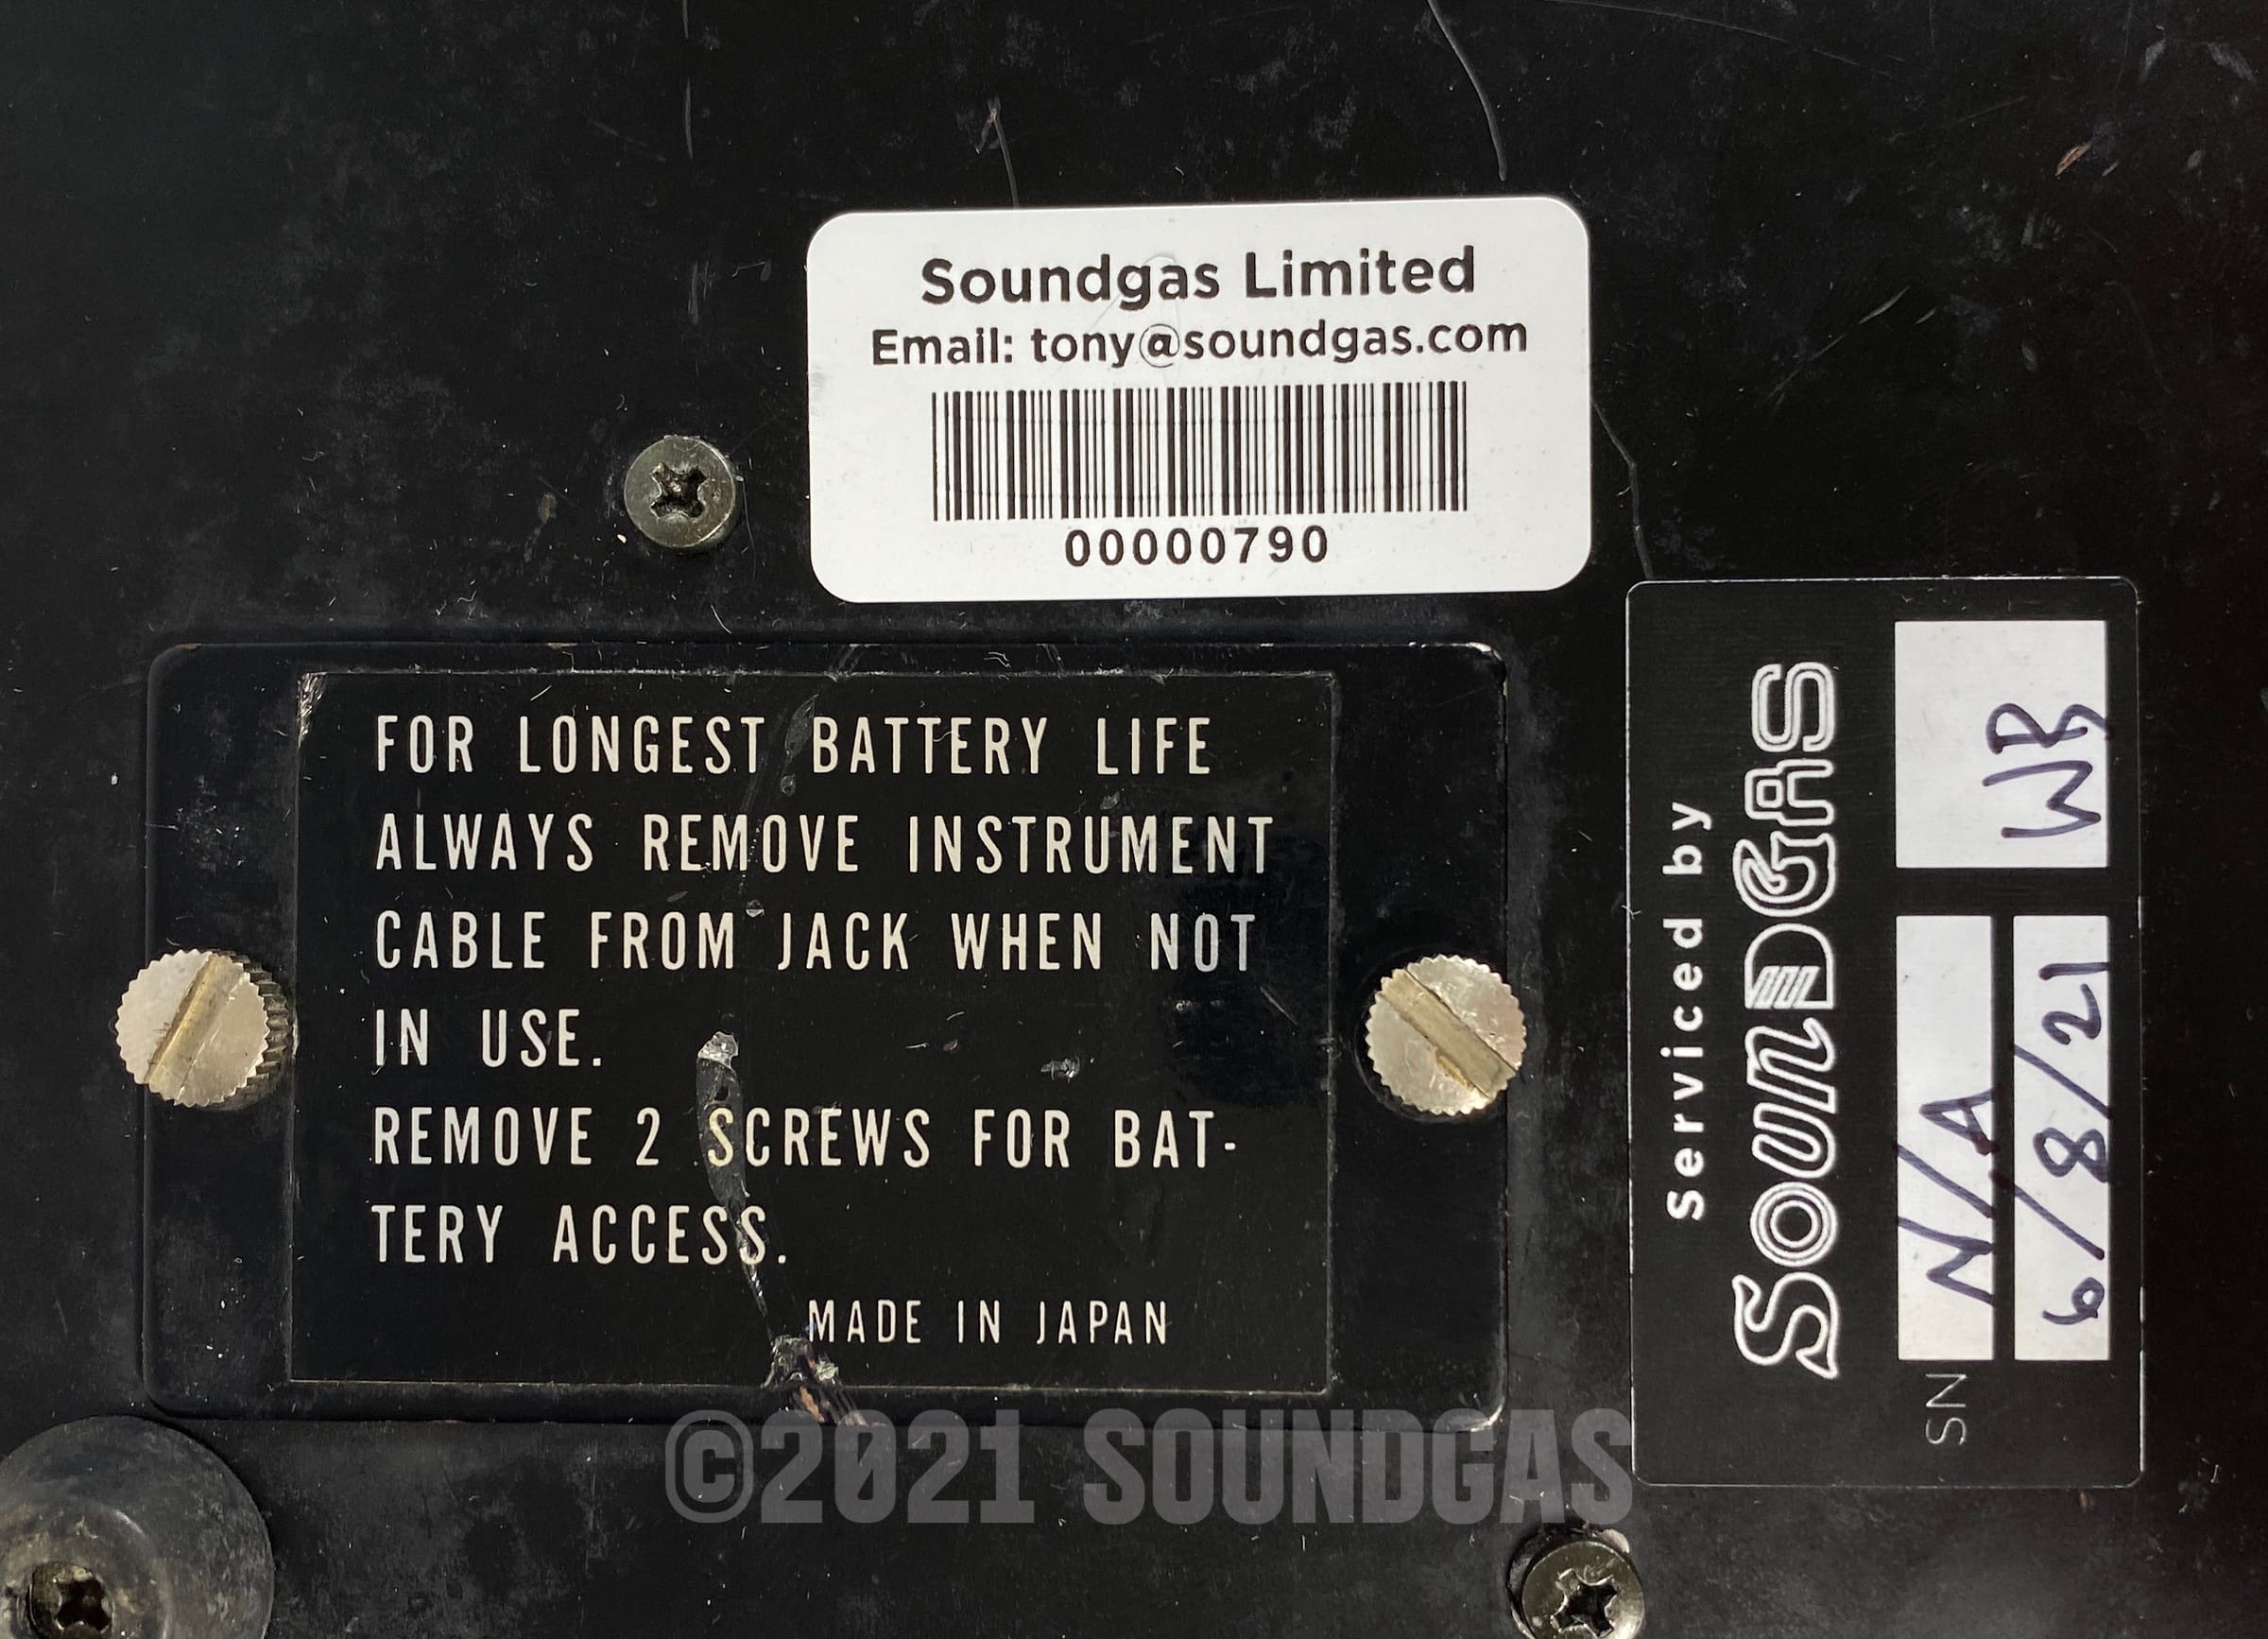 Soundgas Limited
Email: tony@soundgas.com
00000790
FOR LONGEST BATTERY LIFE
ALWAYS REMOVE INSTRUMENT
CABLE FROM JACK WHEN NOT
IN USE.
REMOVE 2 SCREWS FOR BAT-
TERY ACCESS.
MADE IN JAPAN
Serviced by
SOUNDGAS
SN N/A WB
6/8/21
©2021 SOUNDGAS